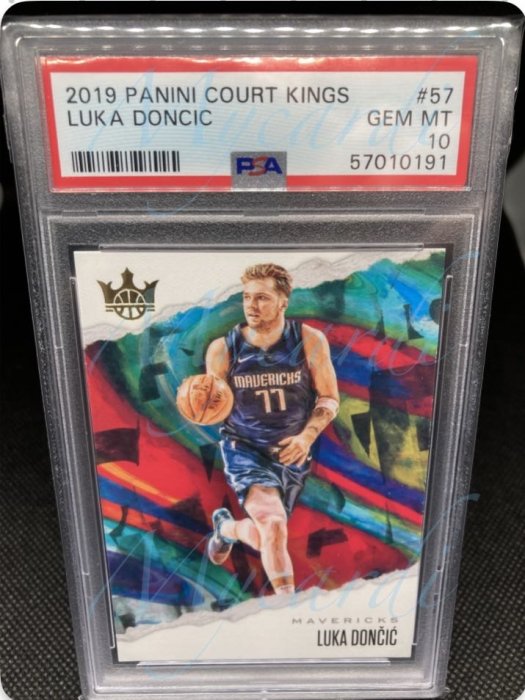 2019 PANINI COURT KINGS #57
LUKA DONCIC GEM MT
10
PSA 57010191
MAVERICKS
77
MAVERICKS
LUKA DONČIĆ